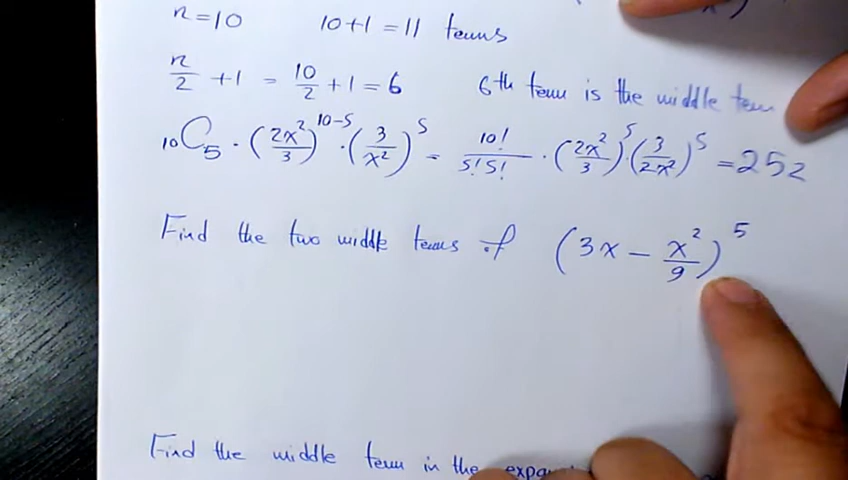 n=10 10+1=11 terms
n/2 +1 = 10/2 +1=6 6th term is the middle term
₁₀C₅ · (2x²/3)¹⁰⁻⁵ · (3/x²)⁵ = 10!/5!5! · (2x²/3)⁵ · (3/2x²)⁵ = 252
Find the two middle terms of (3x − x²/9)⁵
Find the middle term in the